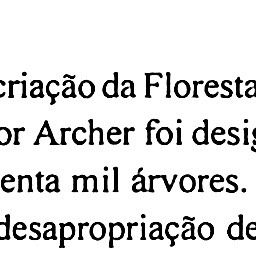 criação da Floresta
or Archer foi desig
enta mil árvores.
desapropriação de